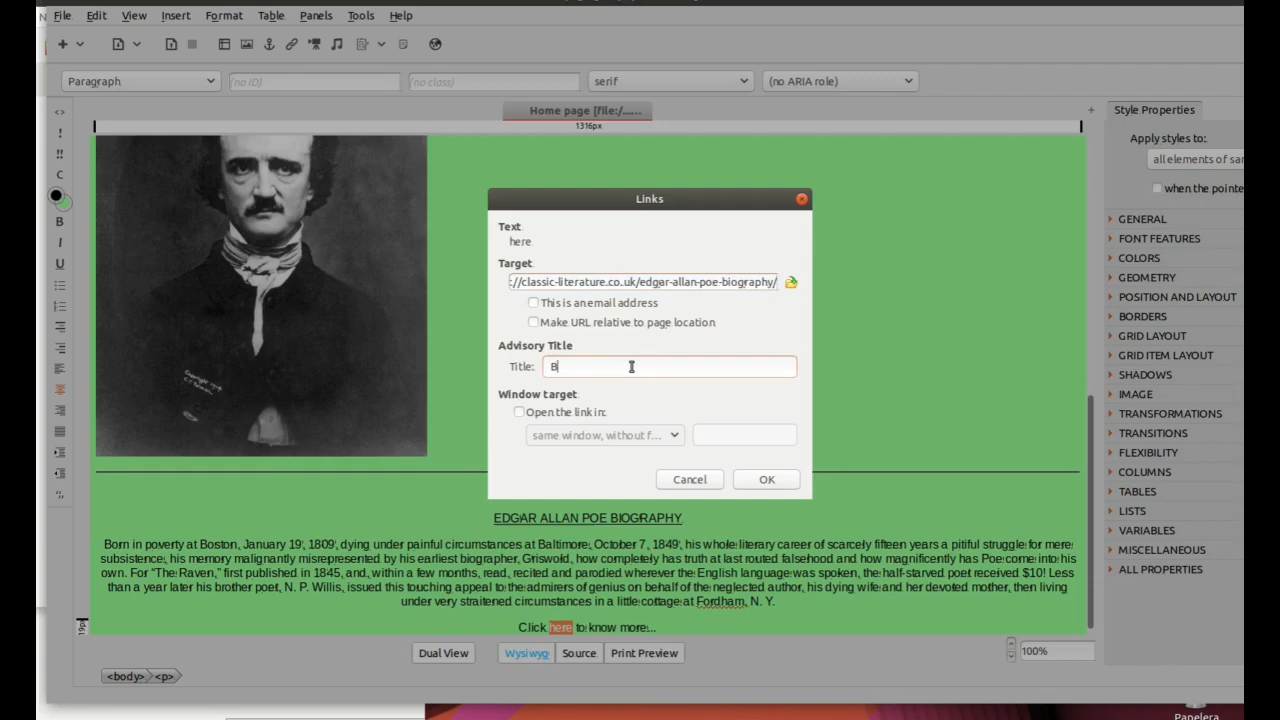 File Edit View Insert Format Table Panels Tools Help
Paragraph (no ID) (no class) serif (no ARIA role)
Home page [file:/......
1316px
Style Properties
Apply styles to:
all elements of sam
when the pointe
GENERAL
FONT FEATURES
COLORS
GEOMETRY
POSITION AND LAYOUT
BORDERS
GRID LAYOUT
GRID ITEM LAYOUT
SHADOWS
IMAGE
TRANSFORMATIONS
TRANSITIONS
FLEXIBILITY
COLUMNS
TABLES
LISTS
VARIABLES
MISCELLANEOUS
ALL PROPERTIES
!
!!
C
B
I
U
Links
Text
here
Target
://classic-literature.co.uk/edgar-allan-poe-biography/
This is an email address
Make URL relative to page location
Advisory Title
Title: B
Window target
Open the link in:
same window, without f...
Cancel OK
EDGAR ALLAN POE BIOGRAPHY
Born in poverty at Boston, January 19, 1809, dying under painful circumstances at Baltimore, October 7, 1849, his whole literary career of scarcely fifteen years a pitiful struggle for mere
subsistence, his memory malignantly misrepresented by his earliest biographer, Griswold, how completely has truth at last routed falsehood and how magnificently has Poe come into his
own. For “The Raven,” first published in 1845, and, within a few months, read, recited and parodied wherever the English language was spoken, the half-starved poet received $10! Less
than a year later his brother poet, N. P. Willis, issued this touching appeal to the admirers of genius on behalf of the neglected author, his dying wife and her devoted mother, then living
under very straitened circumstances in a little cottage at Fordham, N. Y.
Click here to know more...
19px
Dual View Wysiwyg Source Print Preview 100%
<body> <p>
Papelera